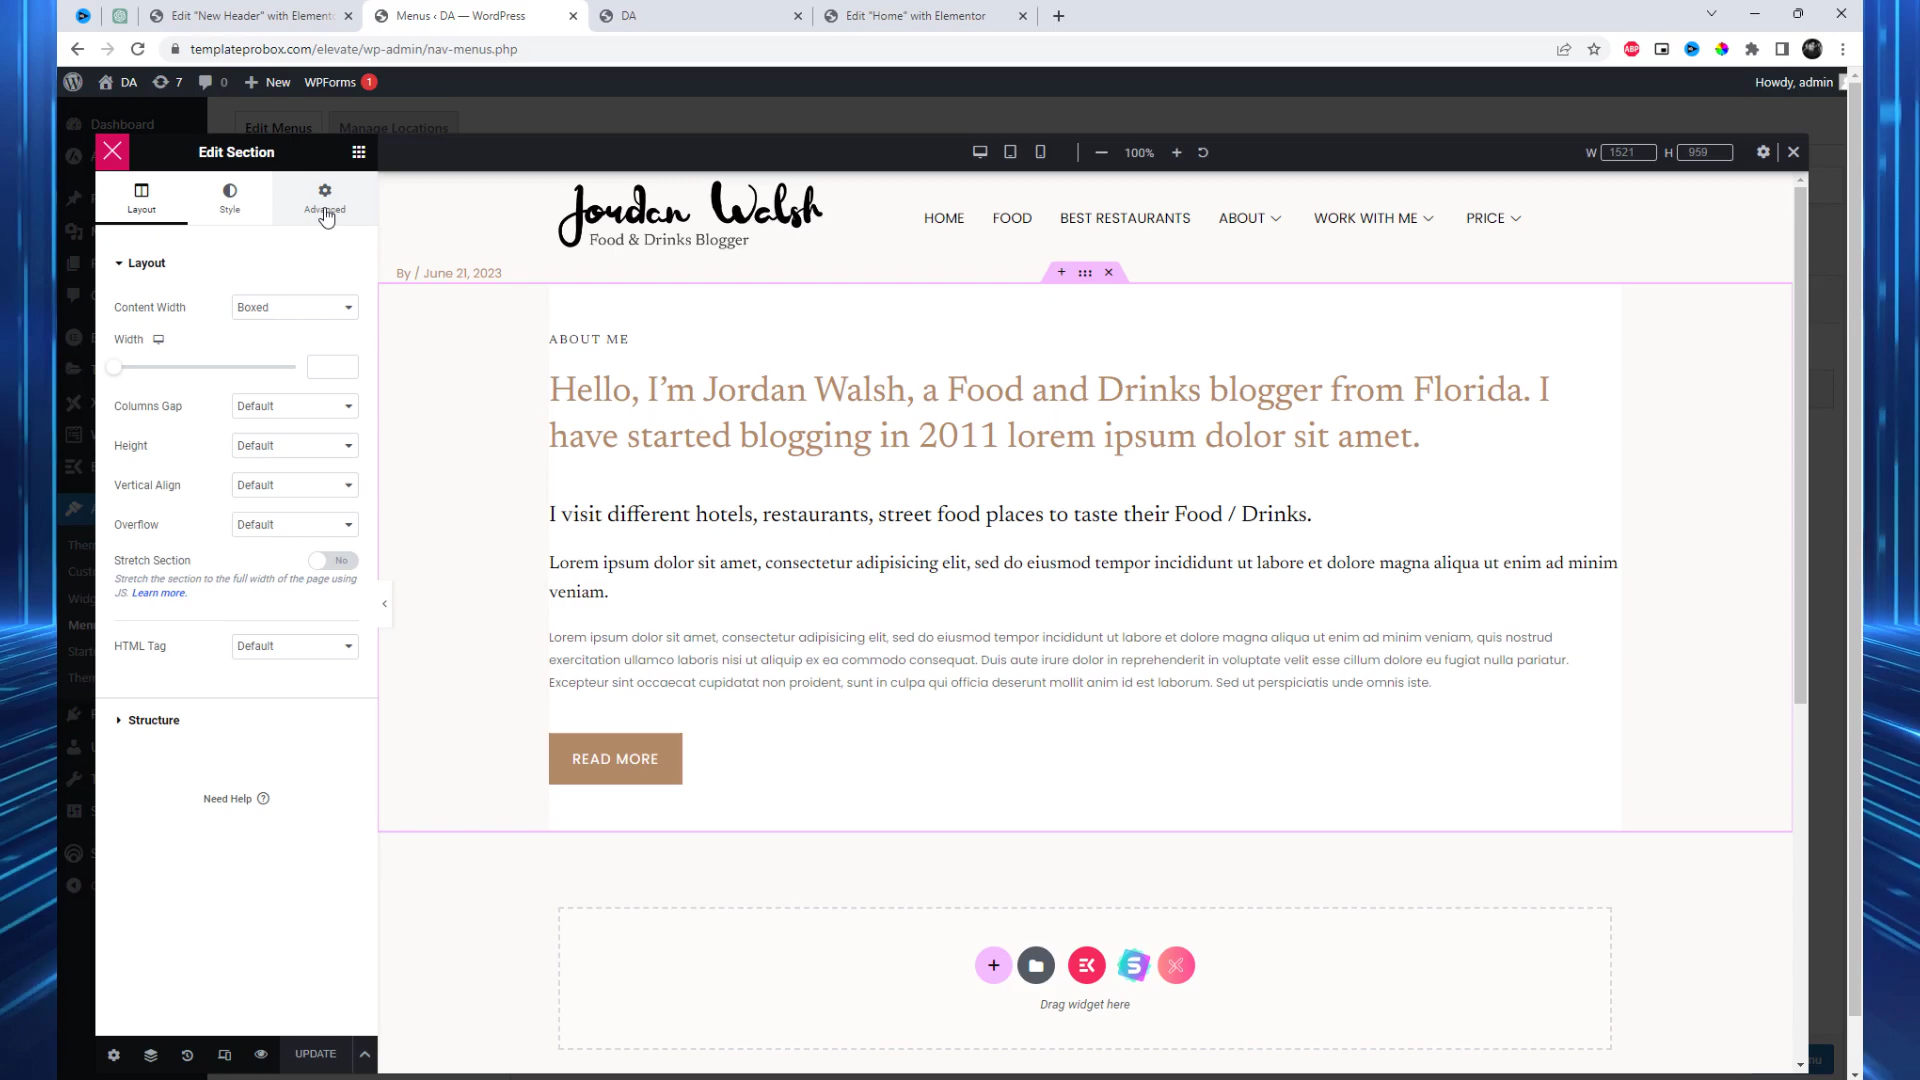 Edit "New Header" with Element
Menus ‹ DA — WordPress
DA
Edit "Home" with Elementor
templateprobox.com/elevate/wp-admin/nav-menus.php
ABP
DA
7
0
New
WPForms 1
Howdy, admin
Dashboard
Edit Menus
Manage Locations
Edit Section
100%
W 1521
H 959
Layout
Style
Advanced
Jordan Walsh
Food & Drinks Blogger
HOME
FOOD
BEST RESTAURANTS
ABOUT
WORK WITH ME
PRICE
By / June 21, 2023
Layout
Content Width
Boxed
Width
Columns Gap
Default
Height
Default
Vertical Align
Default
Overflow
Default
Stretch Section
No
Stretch the section to the full width of the page using
JS. Learn more.
HTML Tag
Default
Structure
Need Help
UPDATE
ABOUT ME
Hello, I’m Jordan Walsh, a Food and Drinks blogger from Florida. I
have started blogging in 2011 lorem ipsum dolor sit amet.
I visit different hotels, restaurants, street food places to taste their Food / Drinks.
Lorem ipsum dolor sit amet, consectetur adipisicing elit, sed do eiusmod tempor incididunt ut labore et dolore magna aliqua ut enim ad minim
veniam.
Lorem ipsum dolor sit amet, consectetur adipisicing elit, sed do eiusmod tempor incididunt ut labore et dolore magna aliqua ut enim ad minim veniam, quis nostrud
exercitation ullamco laboris nisi ut aliquip ex ea commodo consequat. Duis aute irure dolor in reprehenderit in voluptate velit esse cillum dolore eu fugiat nulla pariatur.
Excepteur sint occaecat cupidatat non proident, sunt in culpa qui officia deserunt mollit anim id est laborum. Sed ut perspiciatis unde omnis iste.
READ MORE
Drag widget here